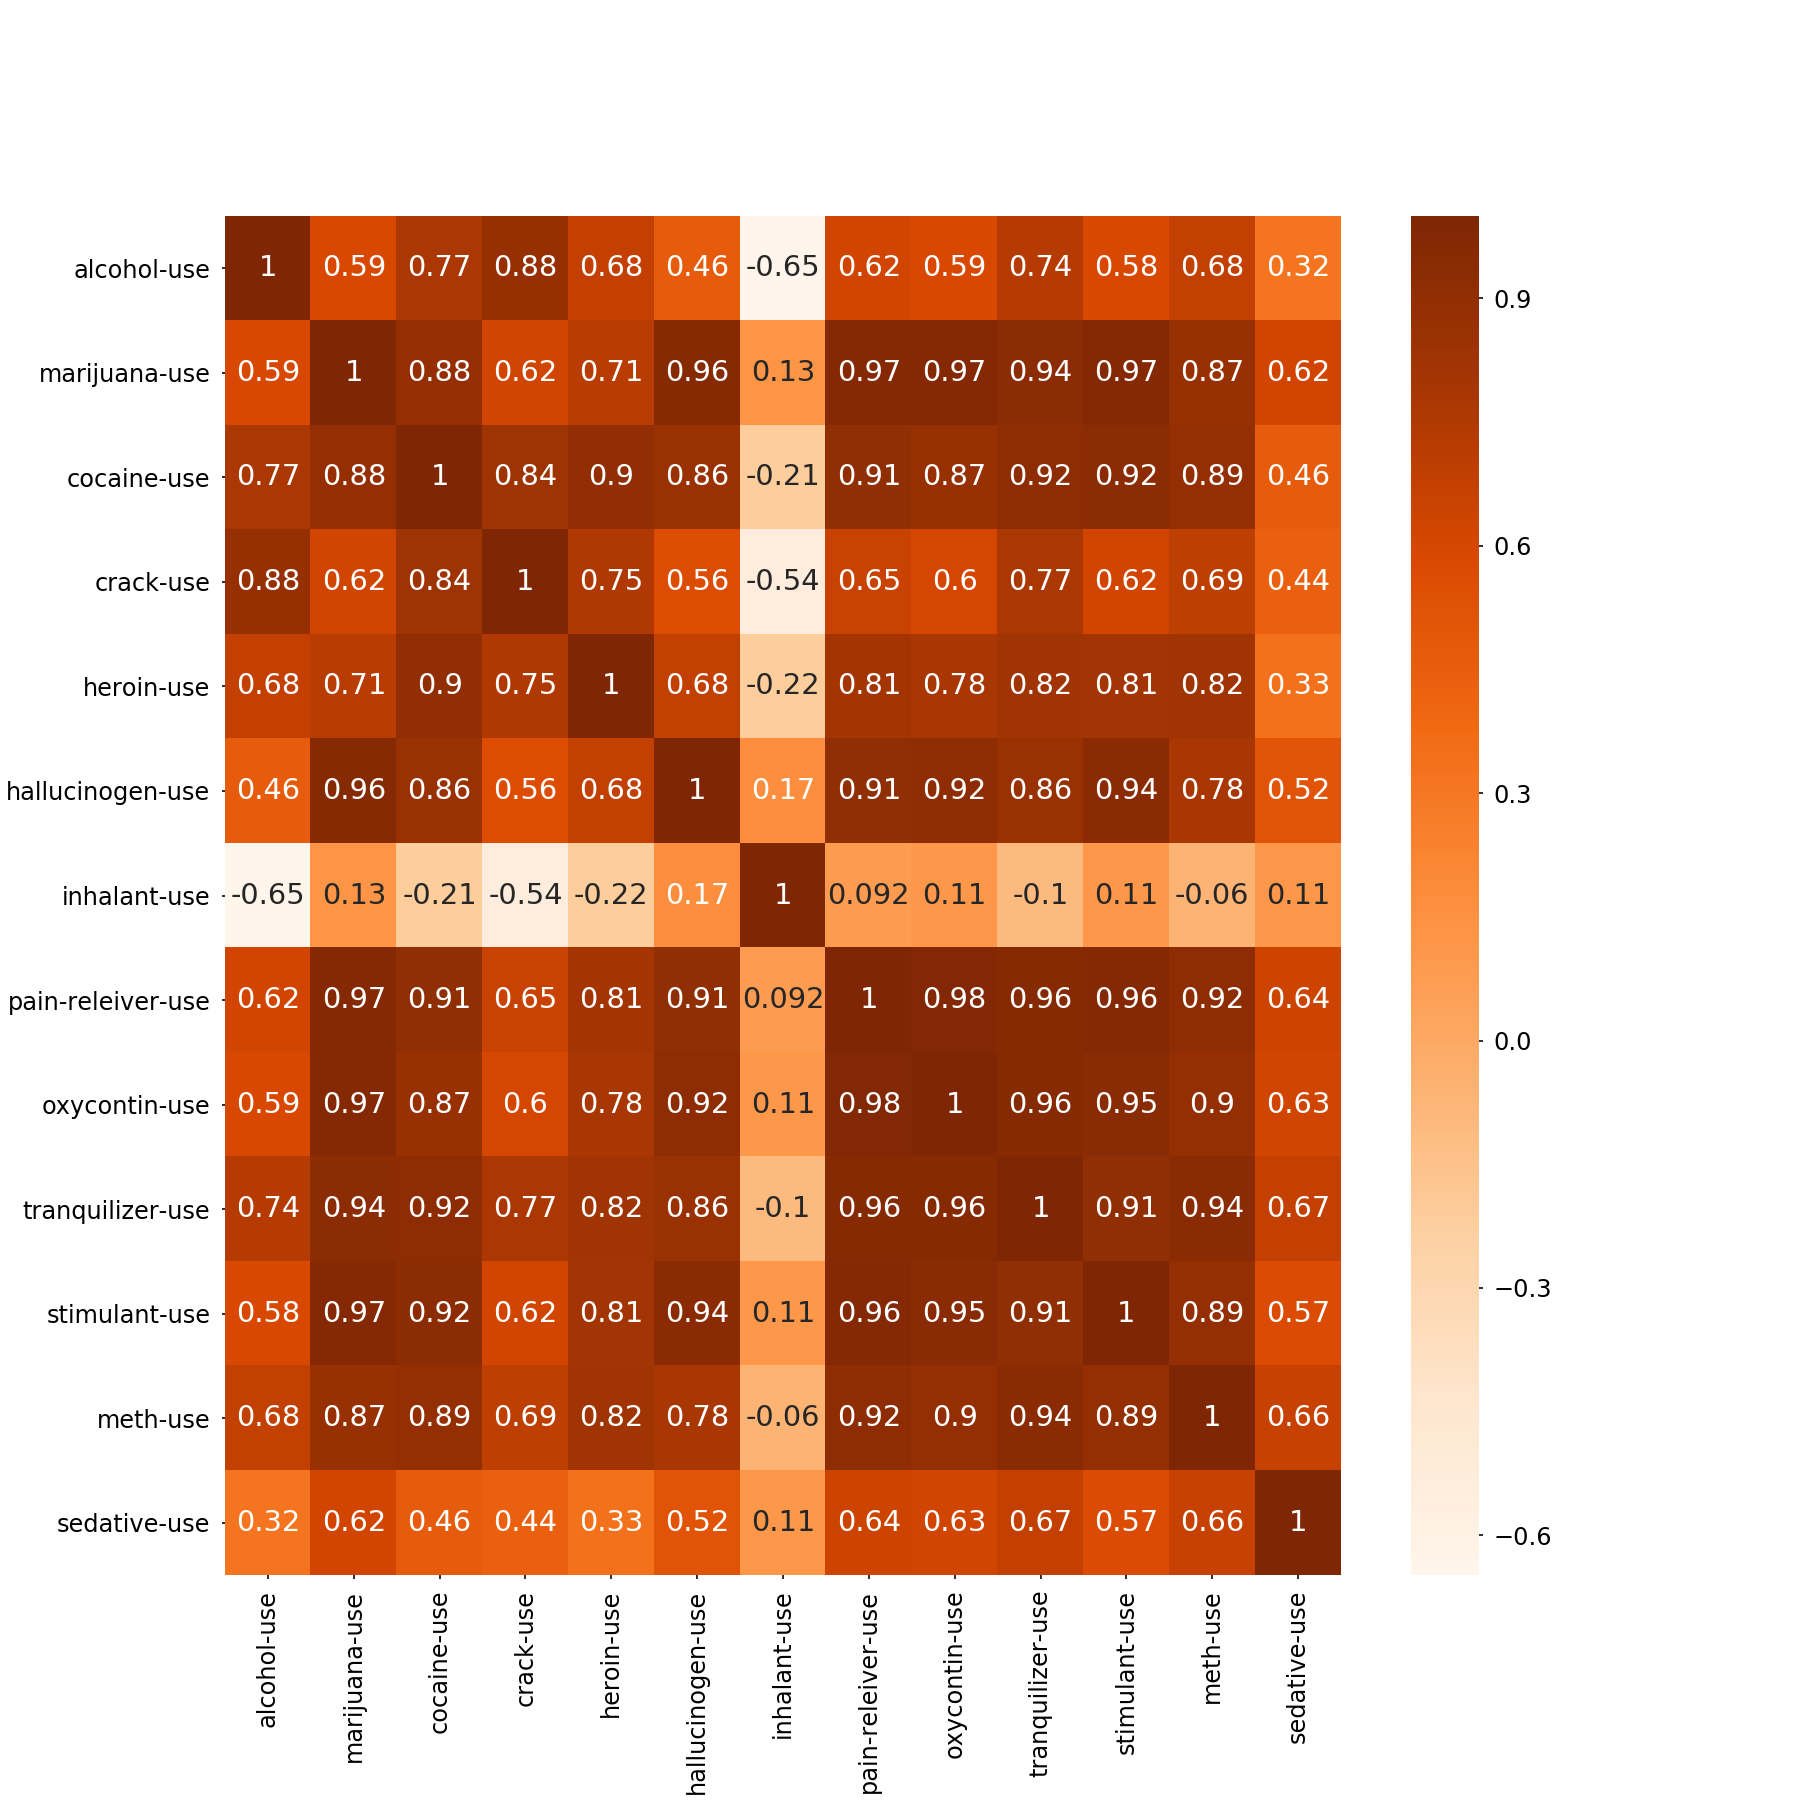 alcohol-use 1 0.59 0.77 0.88 0.68 0.46 -0.65 0.62 0.59 0.74 0.58 0.68 0.32
marijuana-use 0.59 1 0.88 0.62 0.71 0.96 0.13 0.97 0.97 0.94 0.97 0.87 0.62
cocaine-use 0.77 0.88 1 0.84 0.9 0.86 -0.21 0.91 0.87 0.92 0.92 0.89 0.46
crack-use 0.88 0.62 0.84 1 0.75 0.56 -0.54 0.65 0.6 0.77 0.62 0.69 0.44
heroin-use 0.68 0.71 0.9 0.75 1 0.68 -0.22 0.81 0.78 0.82 0.81 0.82 0.33
hallucinogen-use 0.46 0.96 0.86 0.56 0.68 1 0.17 0.91 0.92 0.86 0.94 0.78 0.52
inhalant-use -0.65 0.13 -0.21 -0.54 -0.22 0.17 1 0.092 0.11 -0.1 0.11 -0.06 0.11
pain-releiver-use 0.62 0.97 0.91 0.65 0.81 0.91 0.092 1 0.98 0.96 0.96 0.92 0.64
oxycontin-use 0.59 0.97 0.87 0.6 0.78 0.92 0.11 0.98 1 0.96 0.95 0.9 0.63
tranquilizer-use 0.74 0.94 0.92 0.77 0.82 0.86 -0.1 0.96 0.96 1 0.91 0.94 0.67
stimulant-use 0.58 0.97 0.92 0.62 0.81 0.94 0.11 0.96 0.95 0.91 1 0.89 0.57
meth-use 0.68 0.87 0.89 0.69 0.82 0.78 -0.06 0.92 0.9 0.94 0.89 1 0.66
sedative-use 0.32 0.62 0.46 0.44 0.33 0.52 0.11 0.64 0.63 0.67 0.57 0.66 1
alcohol-use
marijuana-use
cocaine-use
crack-use
heroin-use
hallucinogen-use
inhalant-use
pain-releiver-use
oxycontin-use
tranquilizer-use
stimulant-use
meth-use
sedative-use
0.9
0.6
0.3
0.0
−0.3
−0.6